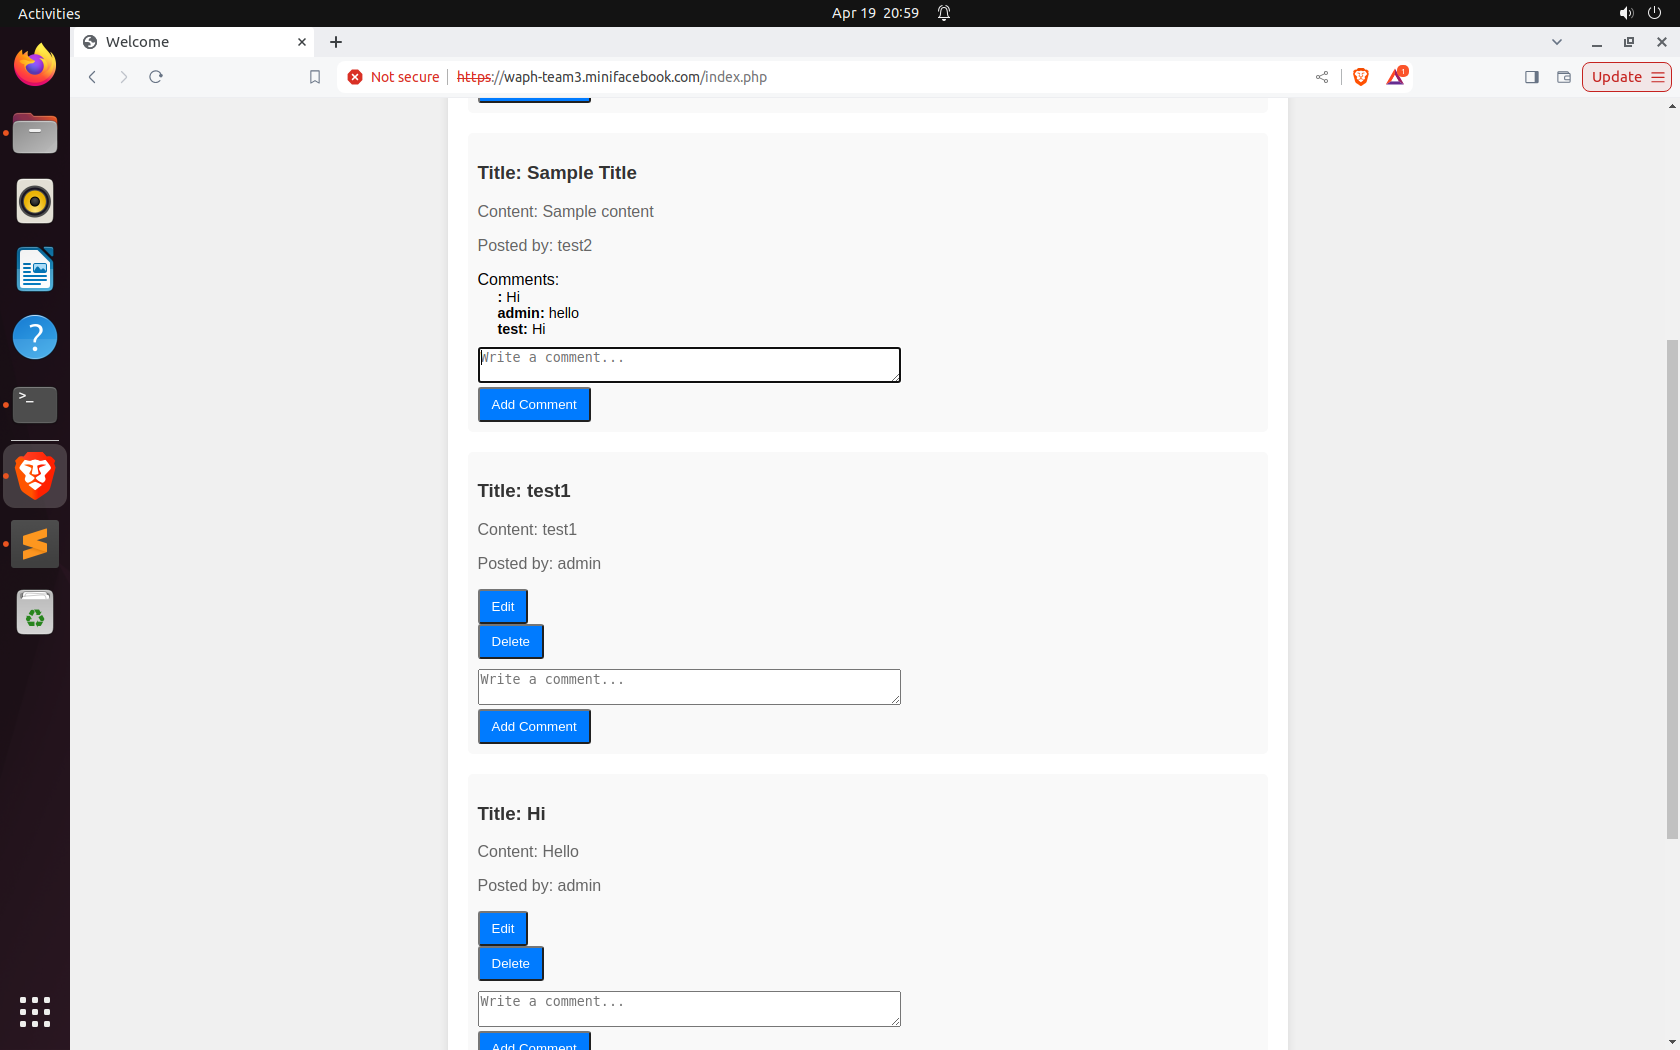 Activities
Apr 19 20:59
Welcome
Not secure https://waph-team3.minifacebook.com/index.php
1
Update
Title: Sample Title
Content: Sample content
Posted by: test2
Comments:
: Hi
admin: hello
test: Hi
Write a comment...
Add Comment
Title: test1
Content: test1
Posted by: admin
Edit
Delete
Write a comment...
Add Comment
Title: Hi
Content: Hello
Posted by: admin
Edit
Delete
Write a comment...
Add Comment